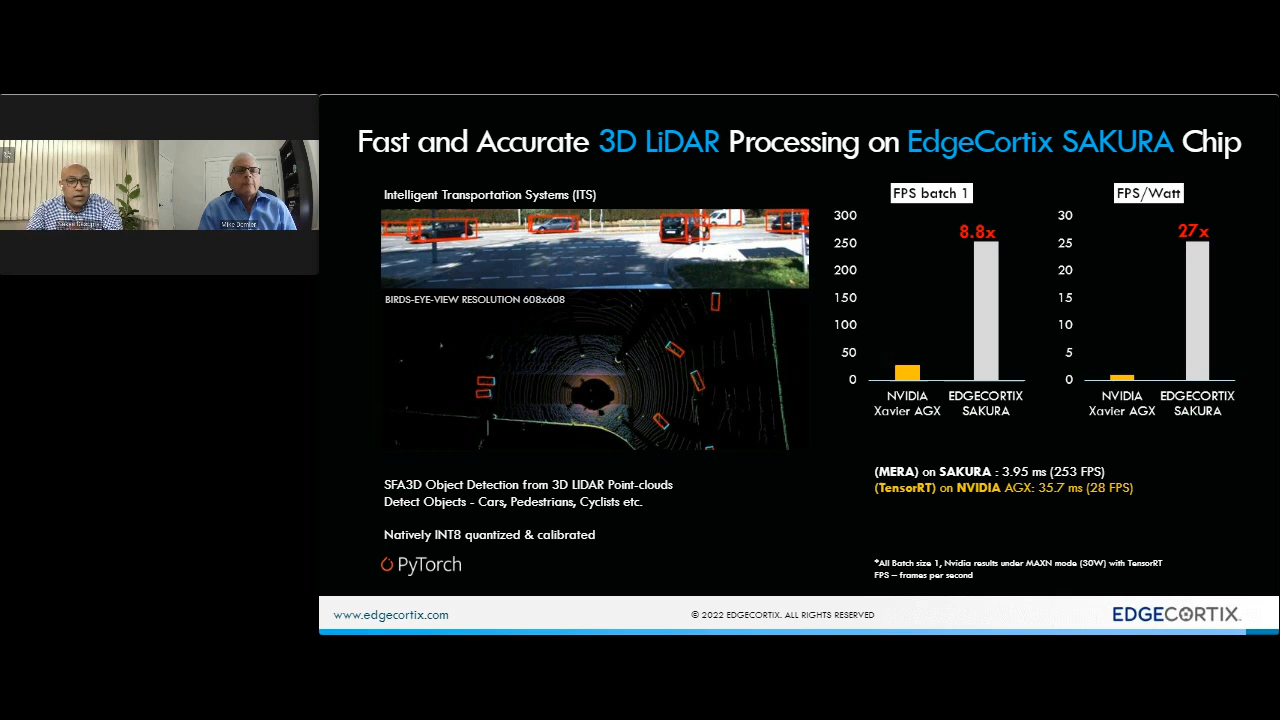 Fast and Accurate 3D LiDAR Processing on EdgeCortix SAKURA Chip
Mike Demler
Intelligent Transportation Systems (ITS)
BIRDS-EYE-VIEW RESOLUTION 608x608
SFA3D Object Detection from 3D LIDAR Point-clouds
Detect Objects - Cars, Pedestrians, Cyclists etc.
Natively INT8 quantized & calibrated
PyTorch
FPS batch 1
300
250
200
150
100
50
0
8.8x
NVIDIA
Xavier AGX
EDGECORTIX
SAKURA
FPS/Watt
30
25
20
15
10
5
0
27x
NVIDIA
Xavier AGX
EDGECORTIX
SAKURA
(MERA) on SAKURA : 3.95 ms (253 FPS)
(TensorRT) on NVIDIA AGX: 35.7 ms (28 FPS)
*All Batch size 1, Nvidia results under MAXN mode (30W) with TensorRT
FPS – frames per second
www.edgecortix.com
© 2022 EDGECORTIX. ALL RIGHTS RESERVED
EDGECORTIX